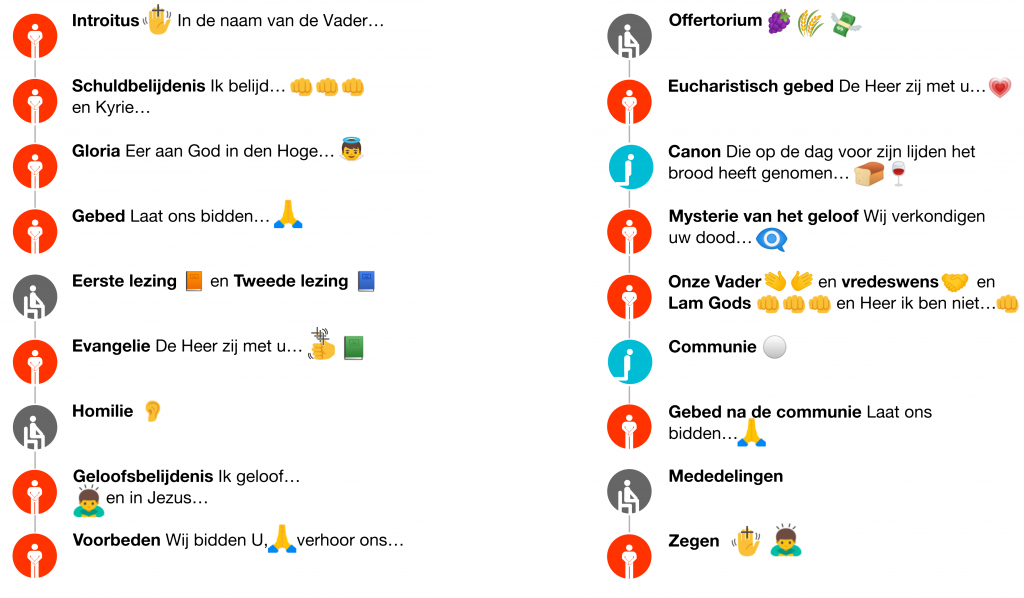 Introitus In de naam van de Vader…
Schuldbelijdenis Ik belijd…
en Kyrie…
Gloria Eer aan God in den Hoge…
Gebed Laat ons bidden…
Eerste lezing en Tweede lezing
Evangelie De Heer zij met u…
Homilie
Geloofsbelijdenis Ik geloof…
en in Jezus…
Voorbeden Wij bidden U, verhoor ons…
Offertorium
Eucharistisch gebed De Heer zij met u…
Canon Die op de dag voor zijn lijden het
brood heeft genomen…
Mysterie van het geloof Wij verkondigen
uw dood…
Onze Vader en vredeswens en
Lam Gods en Heer ik ben niet…
Communie
Gebed na de communie Laat ons
bidden…
Mededelingen
Zegen